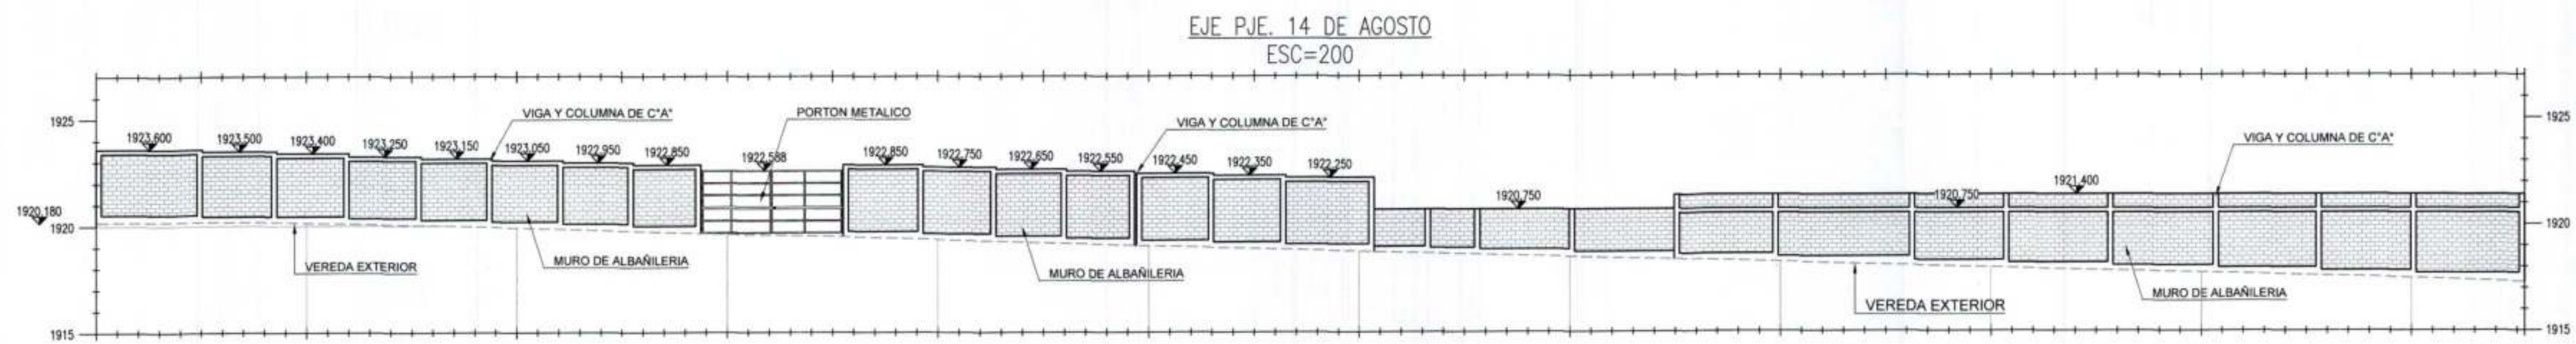 EJE PJE. 14 DE AGOSTO
ESC=200
VIGA Y COLUMNA DE C"A"
PORTON METALICO
VIGA Y COLUMNA DE C"A"
VIGA Y COLUMNA DE C"A"
1925
1925
1923.600
1923.500
1923.400
1923.250
1923.150
1923.050
1922.950
1922.850
1922.588
1922.850
1922.750
1922.650
1922.550
1922.450
1922.350
1922.250
1920.750
1920.750
1921.400
1920.180
1920
1920
VEREDA EXTERIOR
MURO DE ALBAÑILERIA
MURO DE ALBAÑILERIA
VEREDA EXTERIOR
MURO DE ALBAÑILERIA
1915
1915